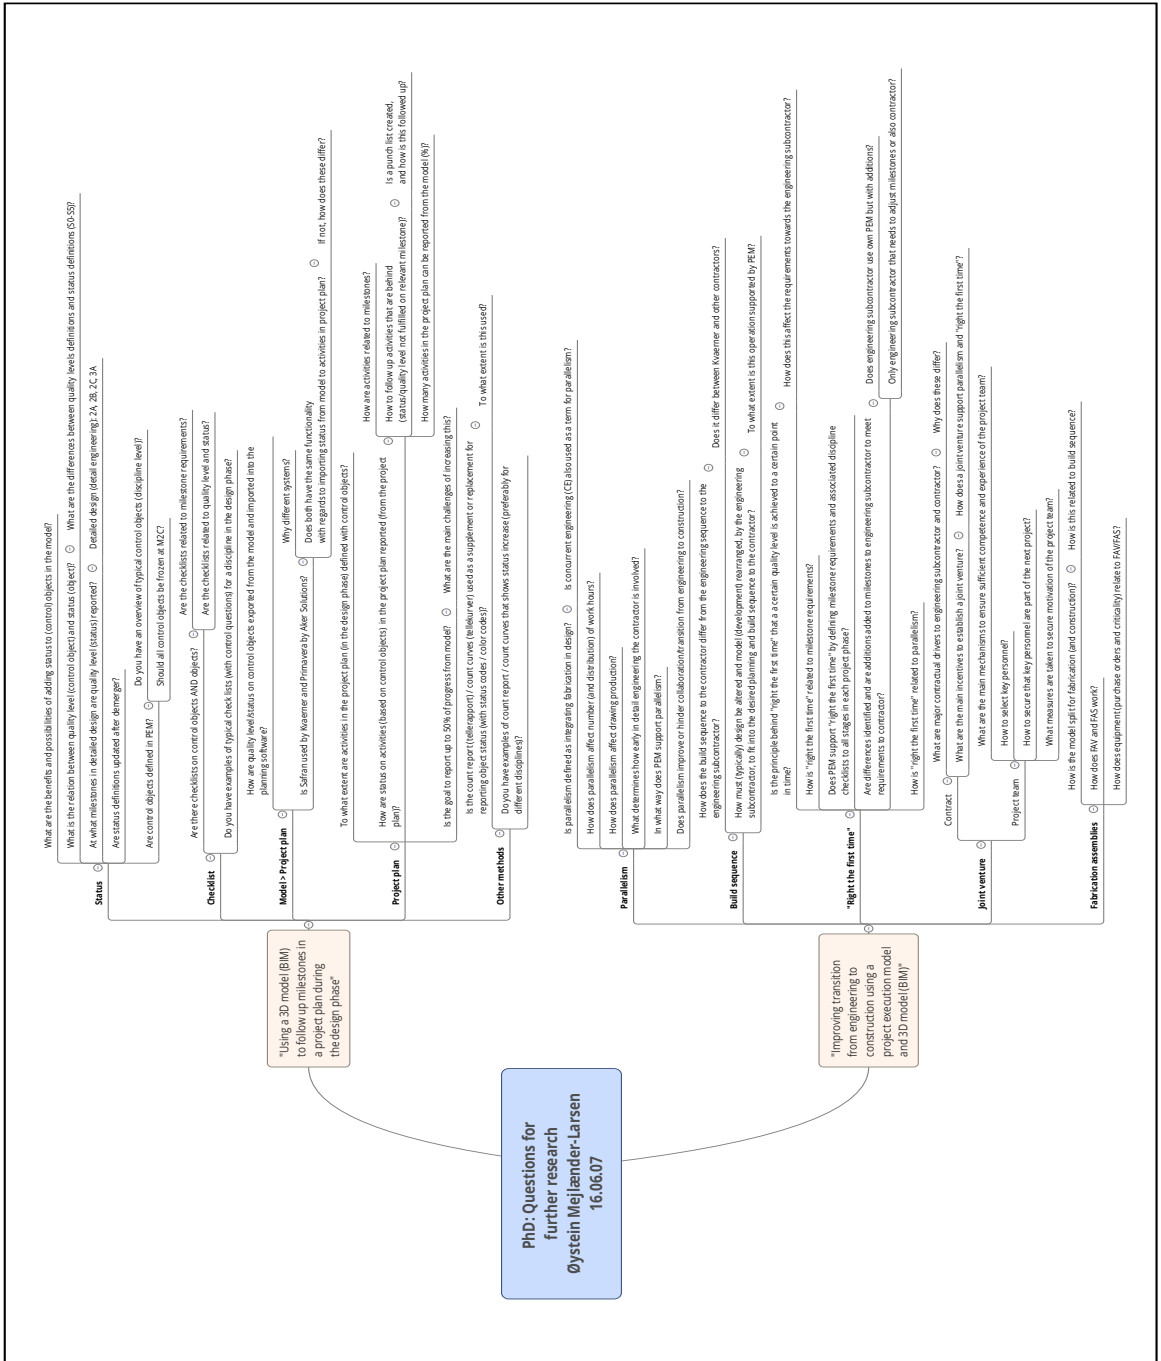 PhD: Questions for
further research
Øystein Mejlænder-Larsen
16.06.07
"Using a 3D model (BIM)
to follow up milestones in
a project plan during
the design phase"
Status
What are the benefits and possibilities of adding status to (control) objects in the model?
What is the relation between quality level (control object) and status (object)?
What are the differences between quality levels definitions and status definitions (S0-S5)?
At what milestones in detailed design are quality level (status) reported?
Detailed design (detail engineering): 2A, 2B, 2C, 3A
Are status definitions updated after demerger?
Are control objects defined in PEM?
Do you have an overview of typical control objects (discipline level)?
Should all control objects be frozen at M2C?
Checklist
Are there checklists on control objects AND objects?
Are the checklists related to milestone requirements?
Are the checklists related to quality level and status?
Do you have examples of typical check lists (with control questions) for a discipline in the design phase?
Model > Project plan
How are quality level/status on control objects exported from the model and imported into the
planning software?
Is Safran used by Kvaerner and Primavera by Aker Solutions?
Why different systems?
Does both have the same functionality
with regards to importing status from model to activities in project plan?
If not, how does these differ?
Project plan
To what extent are activities in the project plan (in the design phase) defined with control objects?
How are status on activities (based on control objects) in the project plan reported (from the project
plan)?
How are activities related to milestones?
How to follow up activities that are behind
(status/quality level not fulfilled on relevant milestone)?
Is a punch list created,
and how is this followed up?
How many activities in the project plan can be reported from the model (%)?
Is the goal to report up to 50% of progress from model?
What are the main challenges of increasing this?
Other methods
Is the count report (tellerapport) / count curves (tellekurver) used as a supplement or replacement for
reporting object status (with status codes / color codes)?
To what extent is this used?
Do you have examples of count report / count curves that shows status increase (preferably for
different disciplines)?
"Improving transition
from engineering to
construction using a
project execution model
and 3D model (BIM)"
Parallelism
Is parallelism defined as integrating fabrication in design?
Is concurrent engineering (CE) also used as a term for parallelism?
How does parallelism affect number (and distribution) of work hours?
How does parallelism affect drawing production?
What determines how early in detail engineering the contractor is involved?
In what way does PEM support parallelism?
Does parallelism improve or hinder collaboration/transition from engineering to construction?
Build sequence
How does the build sequence to the contractor differ from the engineering sequence to the
engineering subcontractor?
Does it differ between Kvaerner and other contractors?
How must (typically) design be altered and model (development) rearranged, by the engineering
subcontractor, to fit into the desired planning and build sequence to the contractor?
To what extent is this operation supported by PEM?
"Right the first time"
Is the principle behind "right the first time" that a certain quality level is achieved to a certain point
in time?
How does this affect the requirements towards the engineering subcontractor?
How is "right the first time" related to milestone requirements?
Does PEM support "right the first time" by defining milestone requirements and associated discipline
checklists to all stages in each project phase?
Are differences identified and are additions added to milestones to engineering subcontractor to meet
requirements to contractor?
Does engineering subcontractor use own PEM but with additions?
Only engineering subcontractor that needs to adjust milestones or also contractor?
How is "right the first time" related to parallelism?
Joint venture
Contract
What are major contractual drivers to engineering subcontractor and contractor?
Why does these differ?
What are the main incentives to establish a joint venture?
How does a joint venture support parallelism and "right the first time"?
Project team
What are the main mechanisms to ensure sufficient competence and experience of the project team?
How to select key personnel?
How to secure that key personnel are part of the next project?
What measures are taken to secure motivation of the project team?
Fabrication assemblies
How is the model split for fabrication (and construction)?
How is this related to build sequence?
How does FAV and FAS work?
How does equipment (purchase orders and criticality) relate to FAV/FAS?